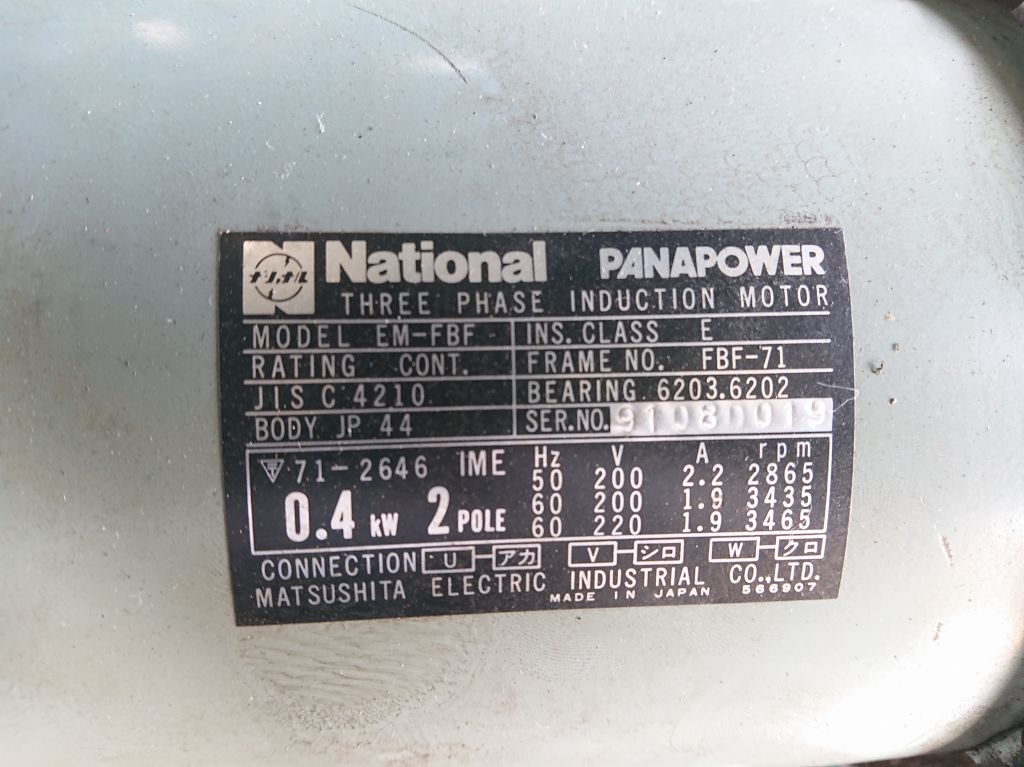 ナショナル National PANAPOWER
THREE PHASE INDUCTION MOTOR
MODEL EM-FBF INS. CLASS E
RATING CONT. FRAME NO. FBF-71
JIS C 4210 BEARING 6203.6202
BODY JP 44 SER.NO. 91080019
71-2646 IME Hz V A rpm
50 200 2.2 2865
0.4 kW 2 POLE 60 200 1.9 3435
60 220 1.9 3465
CONNECTION U アカ V シロ W クロ
MATSUSHITA ELECTRIC INDUSTRIAL CO.,LTD.
MADE IN JAPAN 566907